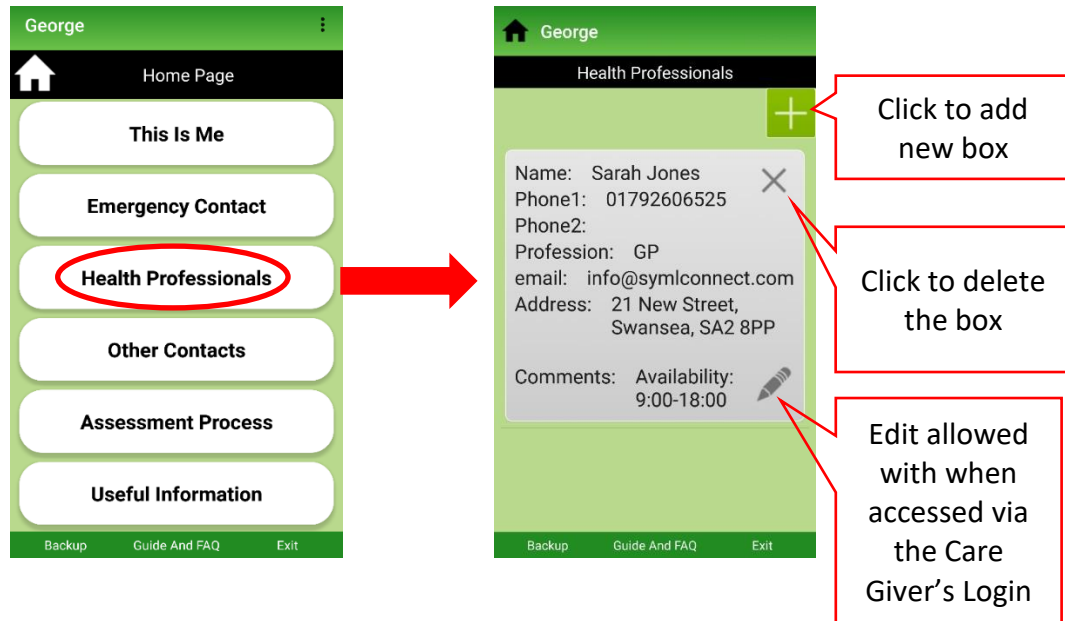 George
Home Page
This Is Me
Emergency Contact
Health Professionals
Other Contacts
Assessment Process
Useful Information
Backup Guide And FAQ Exit
George
Health Professionals
Name: Sarah Jones
Phone1: 01792606525
Phone2:
Profession: GP
email: info@symlconnect.com
Address: 21 New Street,
Swansea, SA2 8PP
Comments: Availability:
9:00-18:00
Backup Guide And FAQ Exit
Click to add
new box
Click to delete
the box
Edit allowed
with when
accessed via
the Care
Giver’s Login